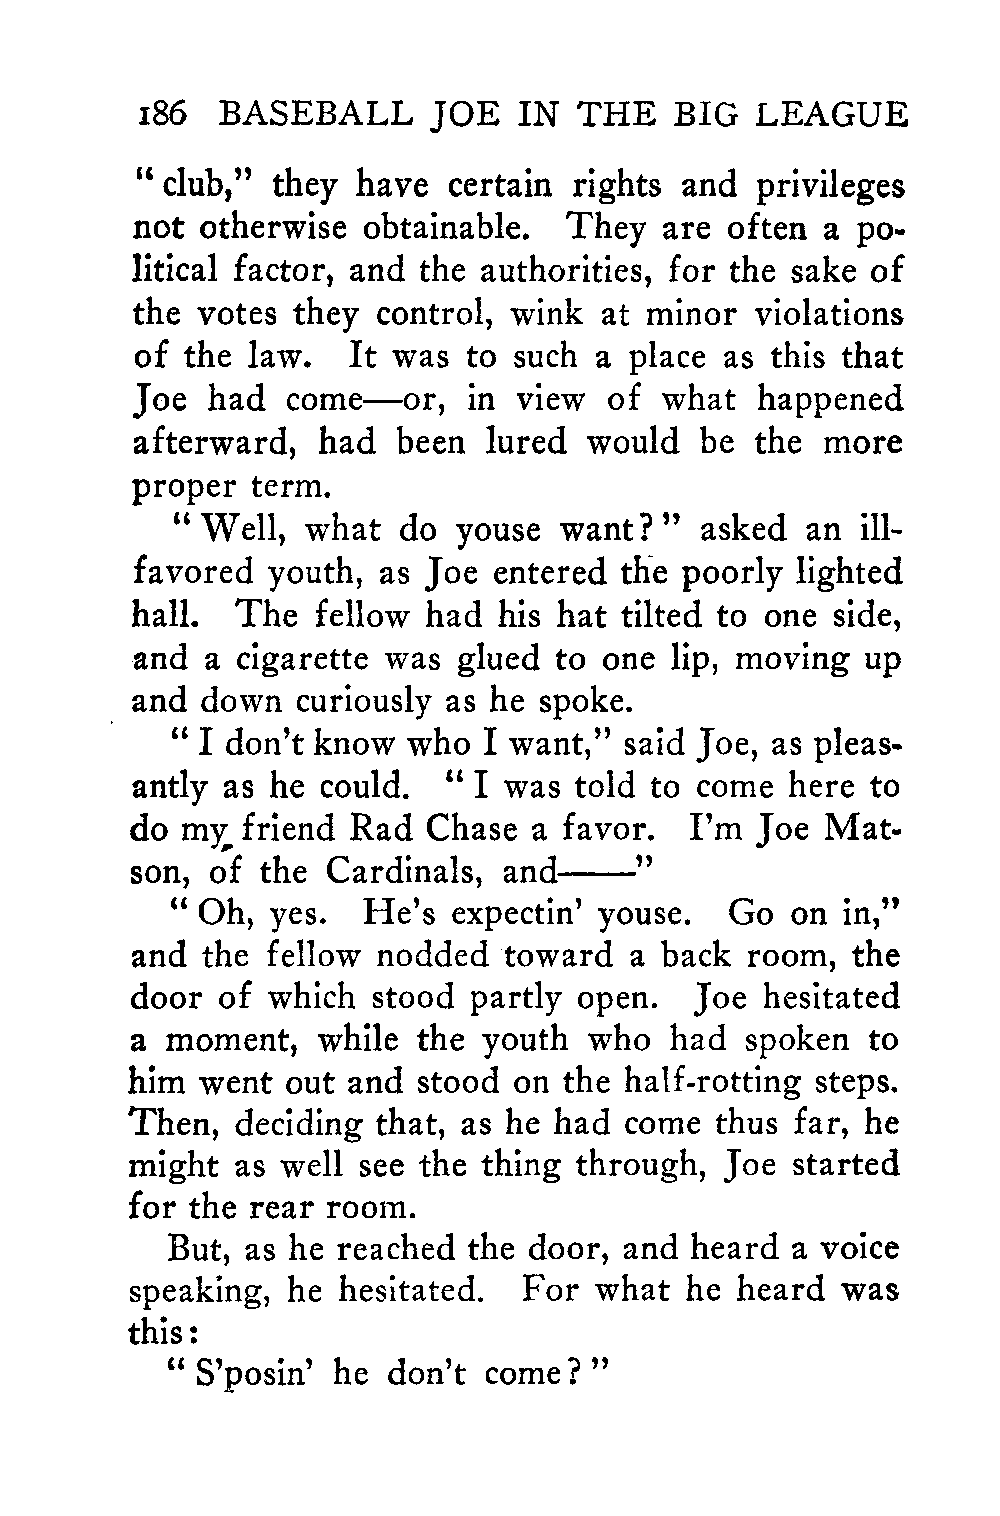 186 BASEBALL JOE IN THE BIG LEAGUE
“club,” they have certain rights and privileges
not otherwise obtainable. They are often a po-
litical factor, and the authorities, for the sake of
the votes they control, wink at minor violations
of the law. It was to such a place as this that
Joe had come—or, in view of what happened
afterward, had been lured would be the more
proper term.
“Well, what do youse want?” asked an ill-
favored youth, as Joe entered the poorly lighted
hall. The fellow had his hat tilted to one side,
and a cigarette was glued to one lip, moving up
and down curiously as he spoke.
“I don’t know who I want,” said Joe, as pleas-
antly as he could. “I was told to come here to
do my friend Rad Chase a favor. I’m Joe Mat-
son, of the Cardinals, and——”
“Oh, yes. He’s expectin’ youse. Go on in,”
and the fellow nodded toward a back room, the
door of which stood partly open. Joe hesitated
a moment, while the youth who had spoken to
him went out and stood on the half-rotting steps.
Then, deciding that, as he had come thus far, he
might as well see the thing through, Joe started
for the rear room.
But, as he reached the door, and heard a voice
speaking, he hesitated. For what he heard was
this:
“S’posin’ he don’t come?”